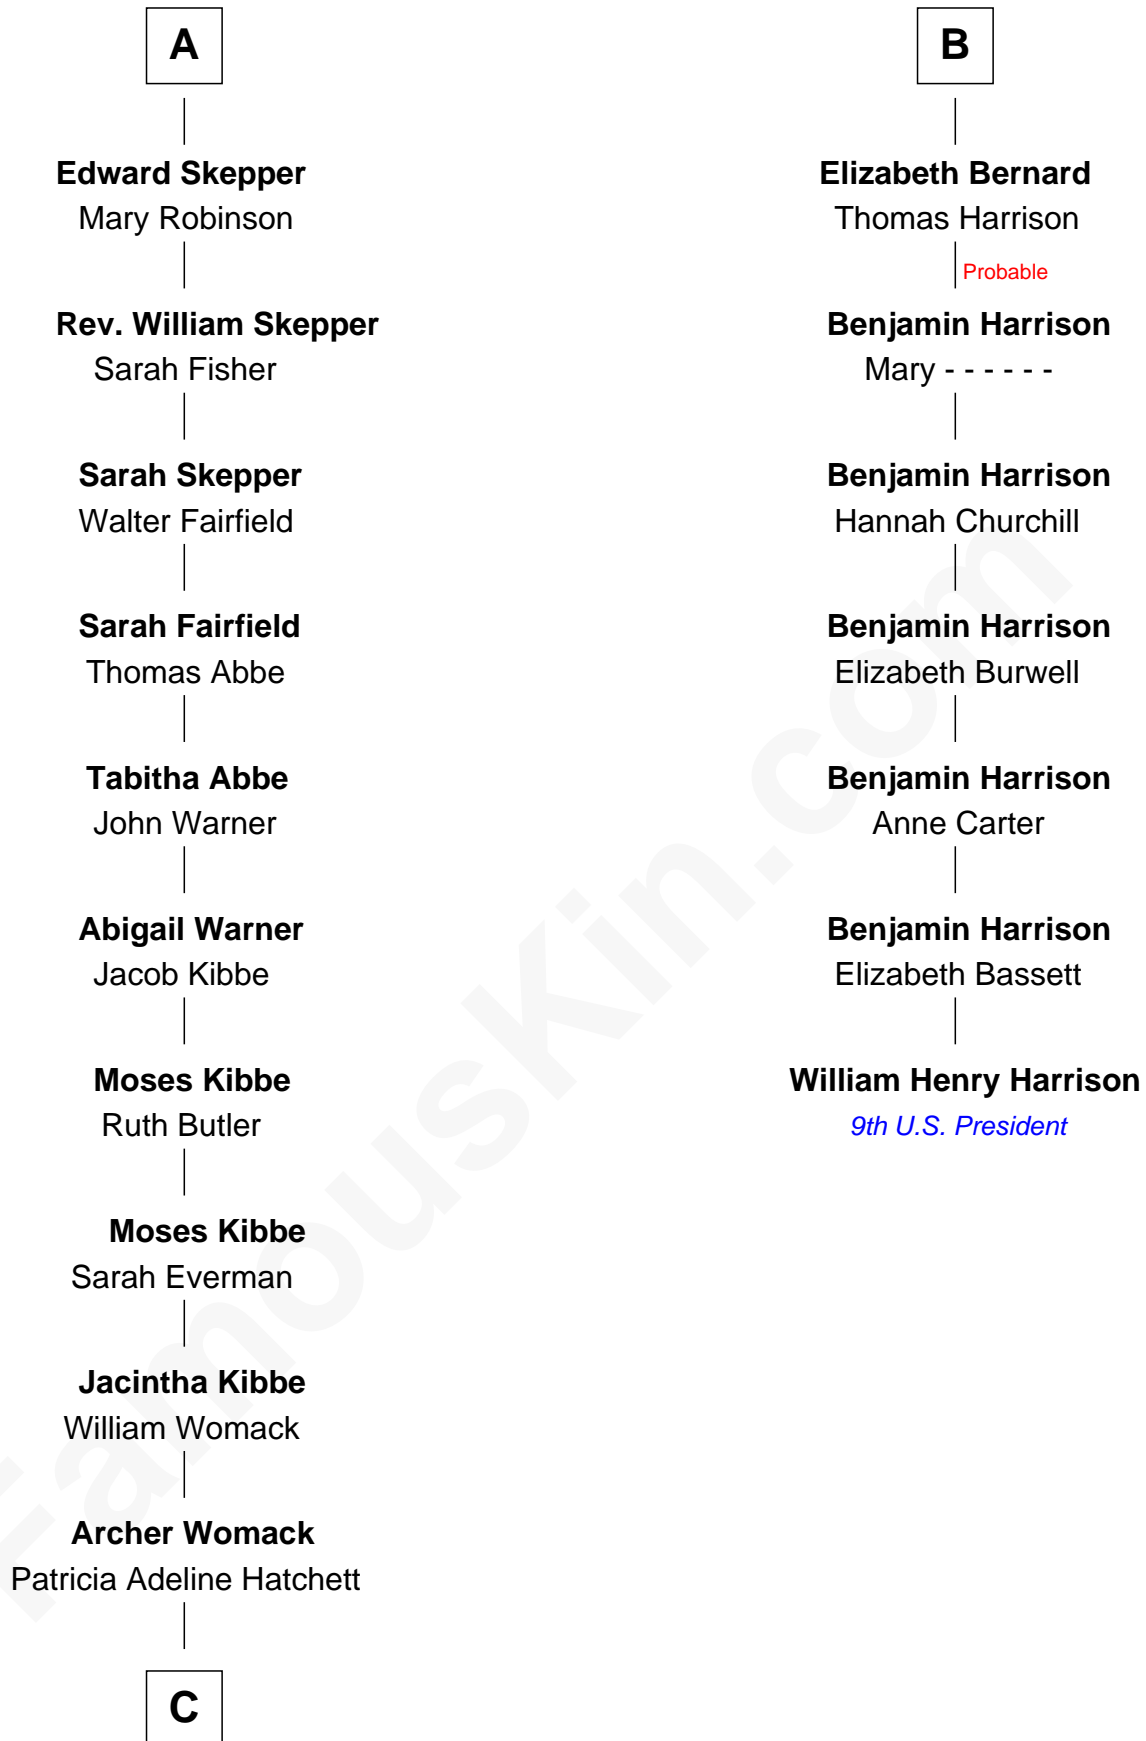 A
Edward Skepper
Mary Robinson
Rev. William Skepper
Sarah Fisher
Sarah Skepper
Walter Fairfield
Sarah Fairfield
Thomas Abbe
Tabitha Abbe
John Warner
Abigail Warner
Jacob Kibbe
Moses Kibbe
Ruth Butler
Moses Kibbe
Sarah Everman
Jacintha Kibbe
William Womack
Archer Womack
Patricia Adeline Hatchett
C
B
Elizabeth Bernard
Thomas Harrison
Probable
Benjamin Harrison
Mary - - - - - -
Benjamin Harrison
Hannah Churchill
Benjamin Harrison
Elizabeth Burwell
Benjamin Harrison
Anne Carter
Benjamin Harrison
Elizabeth Bassett
William Henry Harrison
9th U.S. President
FamousKin.com